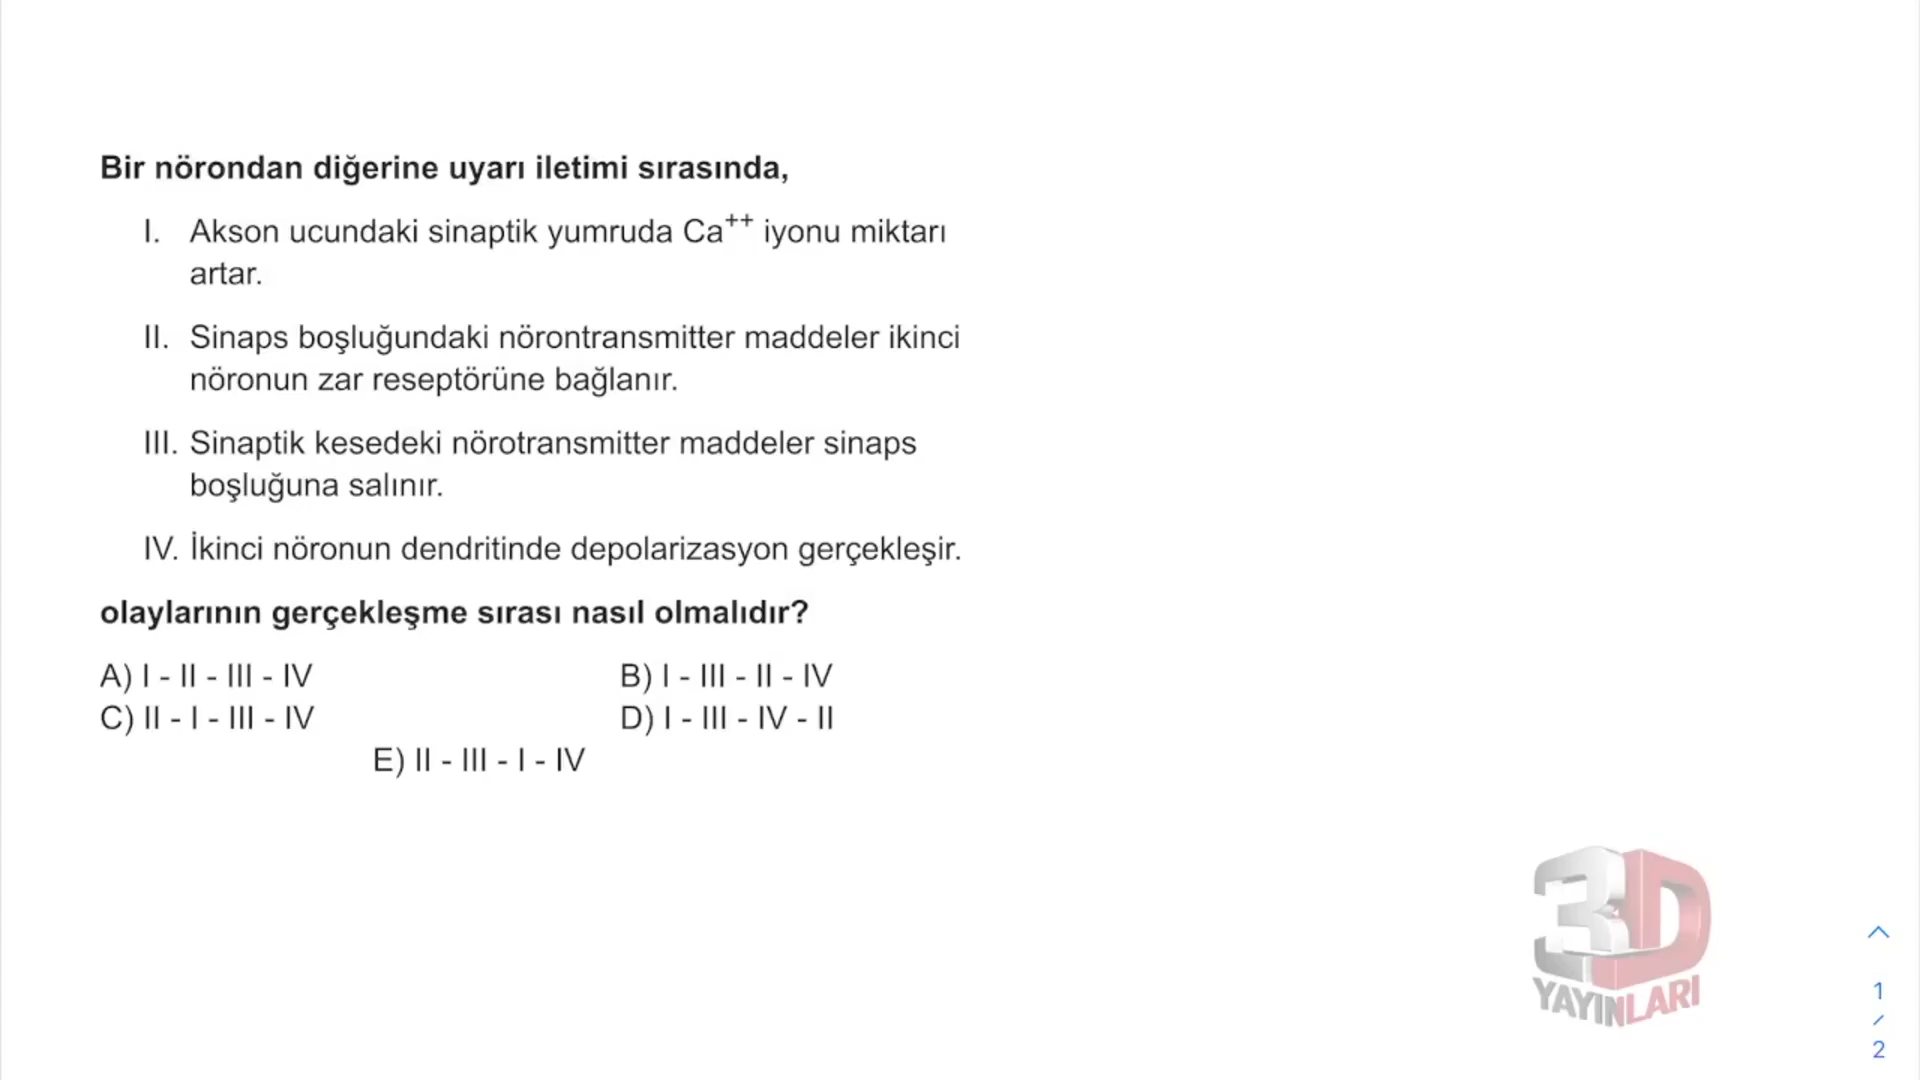 Bir nörondan diğerine uyarı iletimi sırasında,
I. Akson ucundaki sinaptik yumruda Ca++ iyonu miktarı
artar.
II. Sinaps boşluğundaki nörontransmitter maddeler ikinci
nöronun zar reseptörüne bağlanır.
III. Sinaptik kesedeki nörotransmitter maddeler sinaps
boşluğuna salınır.
IV. İkinci nöronun dendritinde depolarizasyon gerçekleşir.
olaylarının gerçekleşme sırası nasıl olmalıdır?
A) I - II - III - IV B) I - III - II - IV
C) II - I - III - IV D) I - III - IV - II
E) II - III - I - IV
3D
YAYINLARI
1
/
2